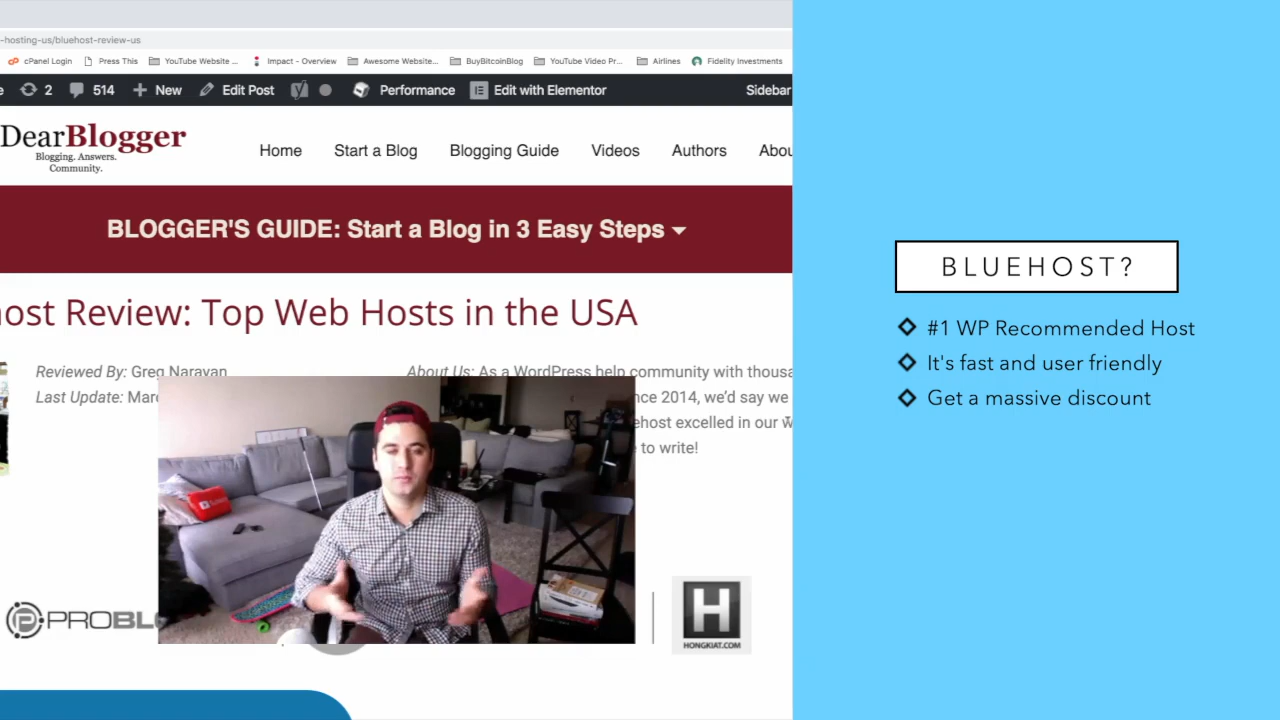 -hosting-us/bluehost-review-us
cPanel Login Press This YouTube Website ... Impact - Overview Awesome Website... BuyBitcoinBlog YouTube Video Pr... Airlines Fidelity Investments
e 2 514 New Edit Post Performance Edit with Elementor Sidebar
DearBlogger
Blogging. Answers.
Community.
Home Start a Blog Blogging Guide Videos Authors Abou
BLOGGER'S GUIDE: Start a Blog in 3 Easy Steps
ost Review: Top Web Hosts in the USA
Reviewed By: Greg Narayan
Last Update: Marc
About Us: As a WordPress help community with thousa
nce 2014, we'd say we
ehost excelled in our w
to write!
PROBLO
H
HONGKIAT.COM
BLUEHOST?
#1 WP Recommended Host
It's fast and user friendly
Get a massive discount